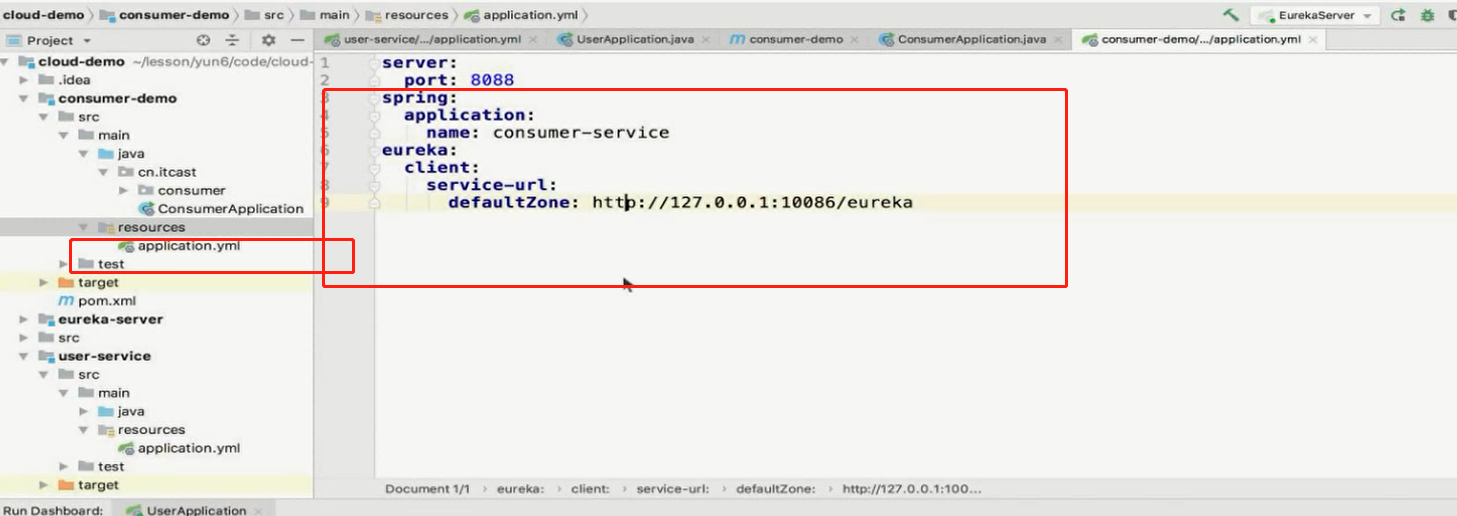 cloud-demo consumer-demo src main resources application.yml EurekaServer
Project user-service/.../application.yml UserApplication.java consumer-demo ConsumerApplication.java consumer-demo/.../application.yml
cloud-demo ~/lesson/yun6/code/cloud-
.idea
consumer-demo
src
main
java
cn.itcast
consumer
ConsumerApplication
resources
application.yml
test
target
pom.xml
eureka-server
src
user-service
src
main
java
resources
application.yml
test
target
1 server:
2 port: 8088
3 spring:
4 application:
5 name: consumer-service
6 eureka:
7 client:
8 service-url:
9 defaultZone: http://127.0.0.1:10086/eureka
Document 1/1 › eureka: › client: › service-url: › defaultZone: › http://127.0.0.1:100...
Run Dashboard: UserApplication